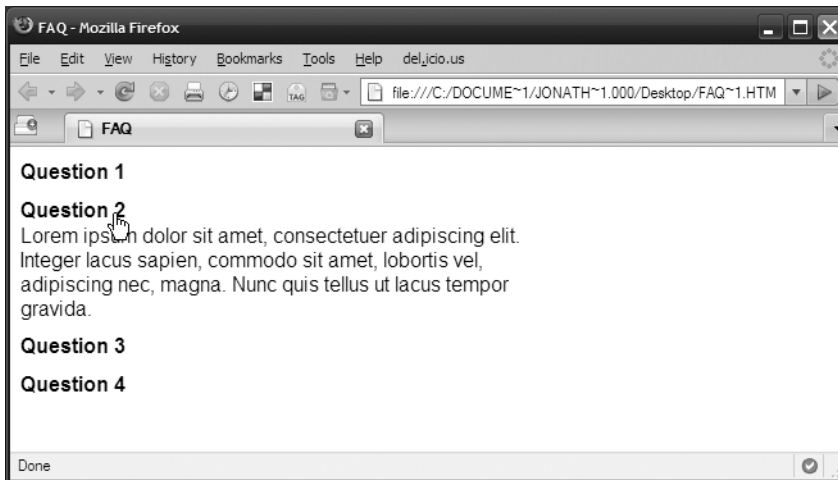 FAQ - Mozilla Firefox
File Edit View History Bookmarks Tools Help del.icio.us
TAG file:///C:/DOCUME~1/JONATH~1.000/Desktop/FAQ~1.HTM
FAQ
Question 1
Question 2
Lorem ipsum dolor sit amet, consectetuer adipiscing elit.
Integer lacus sapien, commodo sit amet, lobortis vel,
adipiscing nec, magna. Nunc quis tellus ut lacus tempor
gravida.
Question 3
Question 4
Done